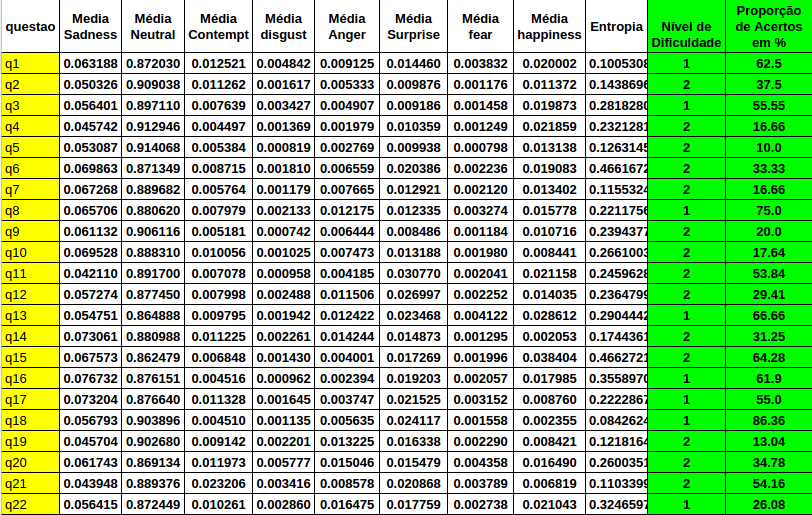 questao Media Sadness Média Neutral Média Contempt Média disgust Média Anger Média Surprise Média fear Média happiness Entropia Nível de Dificuldade Proporção de Acertos em %
q1 0.063188 0.872030 0.012521 0.004842 0.009125 0.014460 0.003832 0.020002 0.1005308 1 62.5
q2 0.050326 0.909038 0.011262 0.001617 0.005333 0.009876 0.001176 0.011372 0.1438696 2 37.5
q3 0.056401 0.897110 0.007639 0.003427 0.004907 0.009186 0.001458 0.019873 0.2818280 1 55.55
q4 0.045742 0.912946 0.004497 0.001369 0.001979 0.010359 0.001249 0.021859 0.2321281 2 16.66
q5 0.053087 0.914068 0.005384 0.000819 0.002769 0.009938 0.000798 0.013138 0.1263145 2 10.0
q6 0.069863 0.871349 0.008715 0.001810 0.006559 0.020386 0.002236 0.019083 0.4661672 2 33.33
q7 0.067268 0.889682 0.005764 0.001179 0.007665 0.012921 0.002120 0.013402 0.1155324 2 16.66
q8 0.065706 0.880620 0.007979 0.002133 0.012175 0.012335 0.003274 0.015778 0.2211756 1 75.0
q9 0.061132 0.906116 0.005181 0.000742 0.006444 0.008486 0.001184 0.010716 0.2394377 2 20.0
q10 0.069528 0.888310 0.010056 0.001025 0.007473 0.013188 0.001980 0.008441 0.2661003 2 17.64
q11 0.042110 0.891700 0.007078 0.000958 0.004185 0.030770 0.002041 0.021158 0.2459628 2 53.84
q12 0.057274 0.877450 0.007998 0.002488 0.011506 0.026997 0.002252 0.014035 0.2364799 2 29.41
q13 0.054751 0.864888 0.009795 0.001942 0.012422 0.023468 0.004122 0.028612 0.2904442 1 66.66
q14 0.073061 0.880988 0.011225 0.002261 0.014244 0.014873 0.001295 0.002053 0.1744361 2 31.25
q15 0.067573 0.862479 0.006848 0.001430 0.004001 0.017269 0.001996 0.038404 0.4662721 2 64.28
q16 0.076732 0.876151 0.004516 0.000962 0.002394 0.019203 0.002057 0.017985 0.3558970 1 61.9
q17 0.073204 0.876640 0.011328 0.001645 0.003747 0.021525 0.003152 0.008760 0.2222867 1 55.0
q18 0.056793 0.903896 0.004510 0.001135 0.005635 0.024117 0.001558 0.002355 0.0842624 1 86.36
q19 0.045704 0.902680 0.009142 0.002201 0.013225 0.016338 0.002290 0.008421 0.1218164 2 13.04
q20 0.061743 0.869134 0.011973 0.005777 0.015046 0.015479 0.004358 0.016490 0.2600351 2 34.78
q21 0.043948 0.889376 0.023206 0.003416 0.008578 0.020868 0.003789 0.006819 0.1103399 2 54.16
q22 0.056415 0.872449 0.010261 0.002860 0.016475 0.017759 0.002738 0.021043 0.3246597 1 26.08